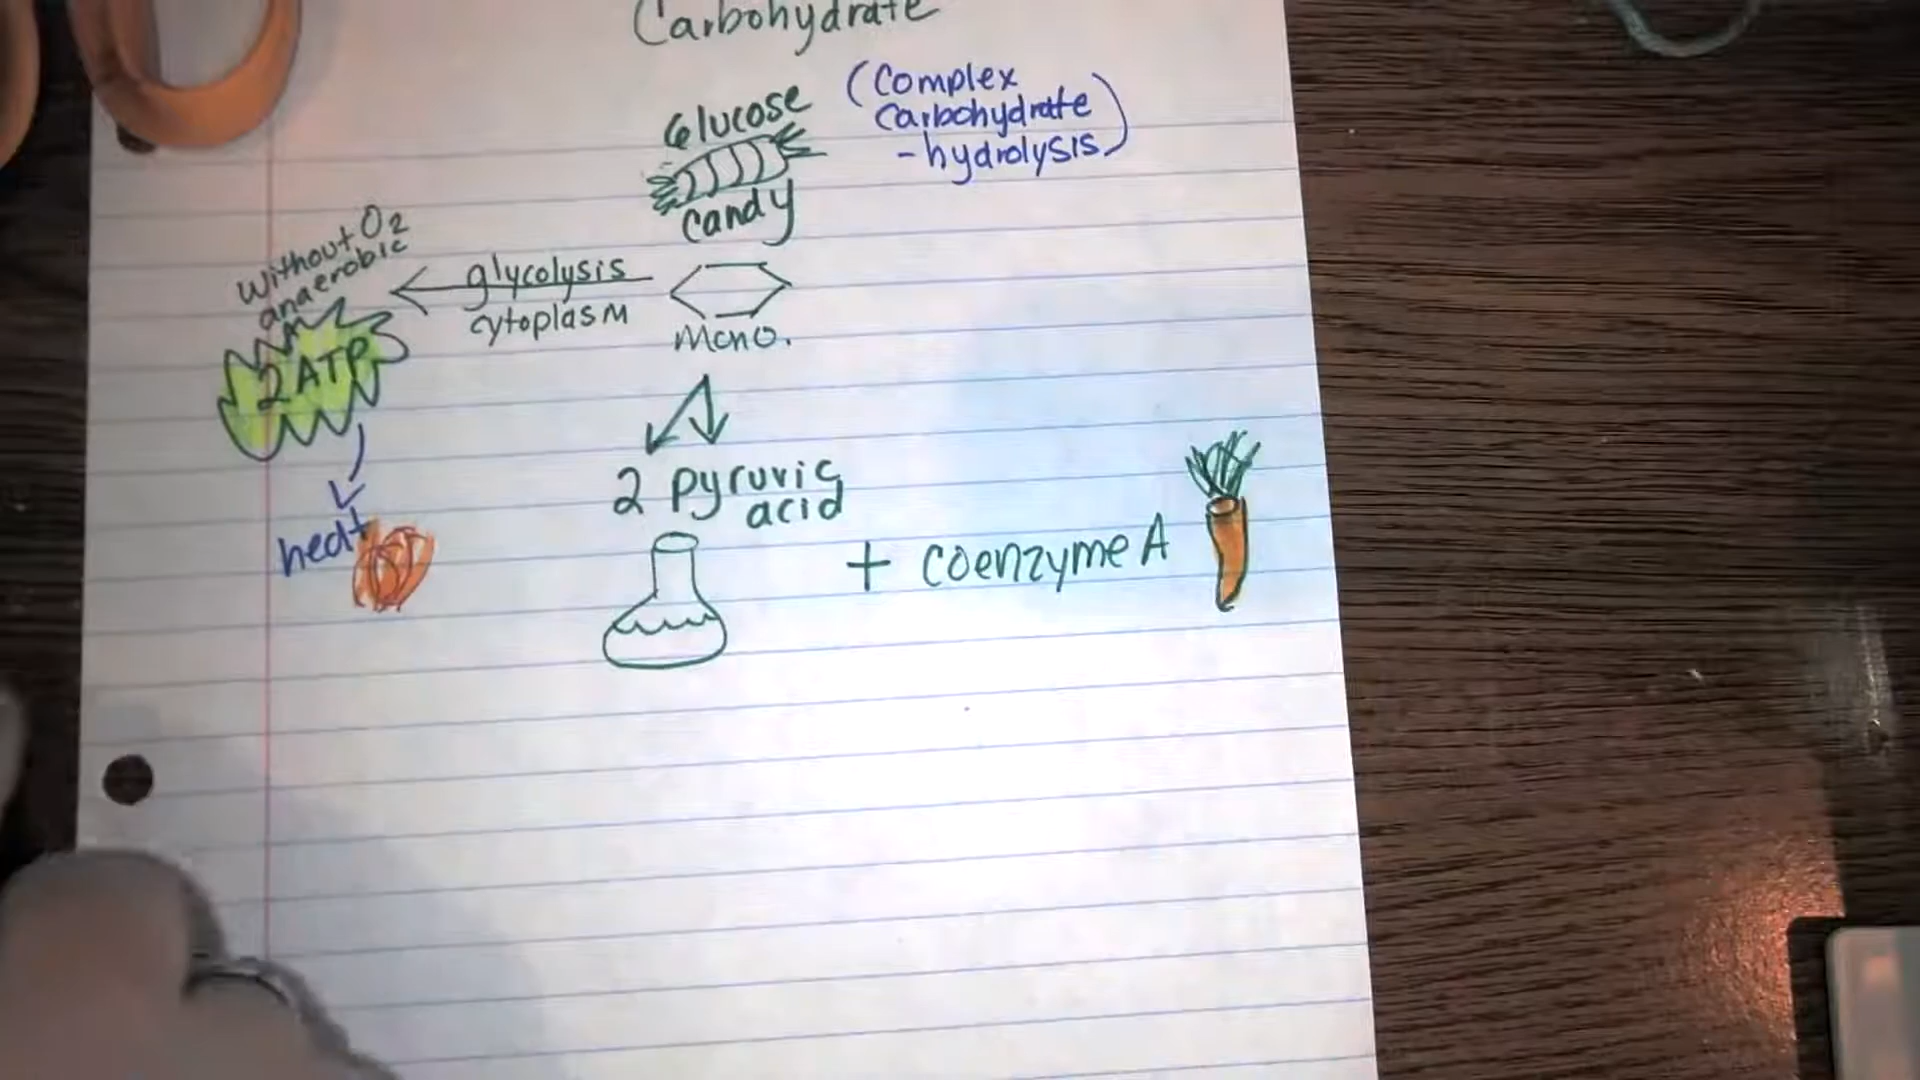 Carbohydrate
Glucose
candy
(Complex
Carbohydrate
- hydrolysis)
Without O2
anaerobic
glycolysis
cytoplasm
Mono.
2 ATP
heat
2 pyruvic
acid
+ coenzyme A